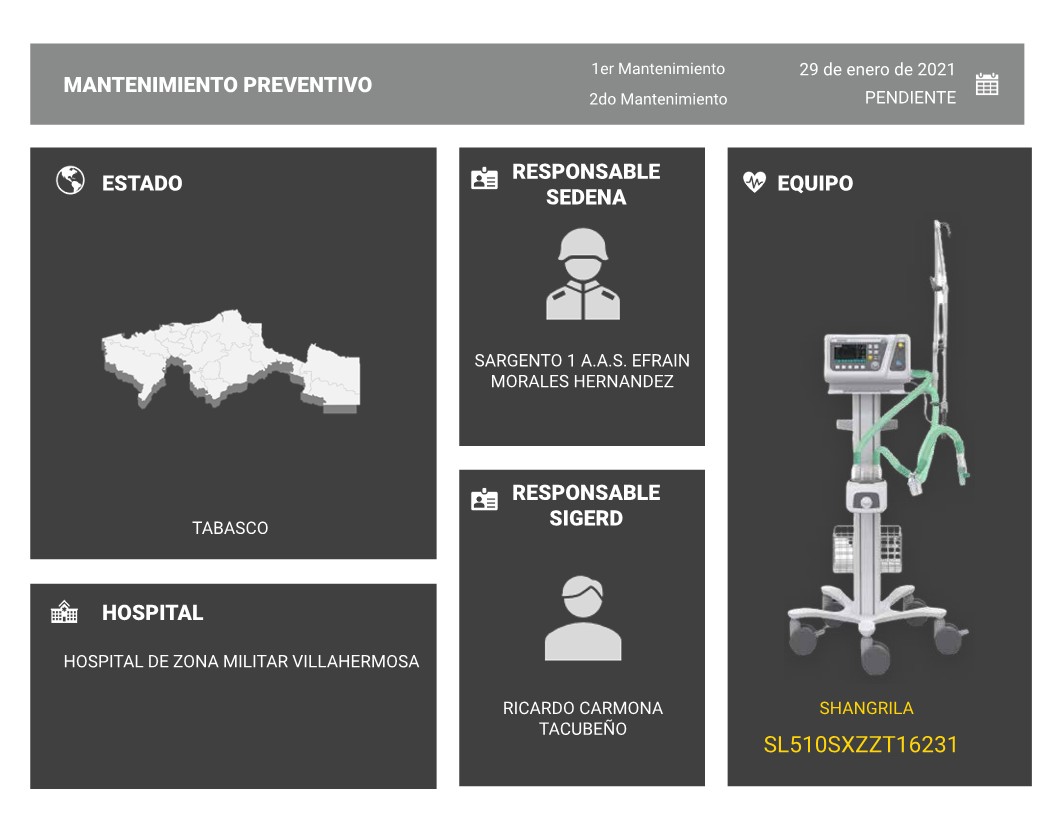 MANTENIMIENTO PREVENTIVO
1er Mantenimiento
29 de enero de 2021
2do Mantenimiento
PENDIENTE
ESTADO
TABASCO
HOSPITAL
HOSPITAL DE ZONA MILITAR VILLAHERMOSA
RESPONSABLE
SEDENA
SARGENTO 1 A.A.S. EFRAIN
MORALES HERNANDEZ
RESPONSABLE
SIGERD
RICARDO CARMONA
TACUBEÑO
EQUIPO
SHANGRILA
SL510SXZZT16231